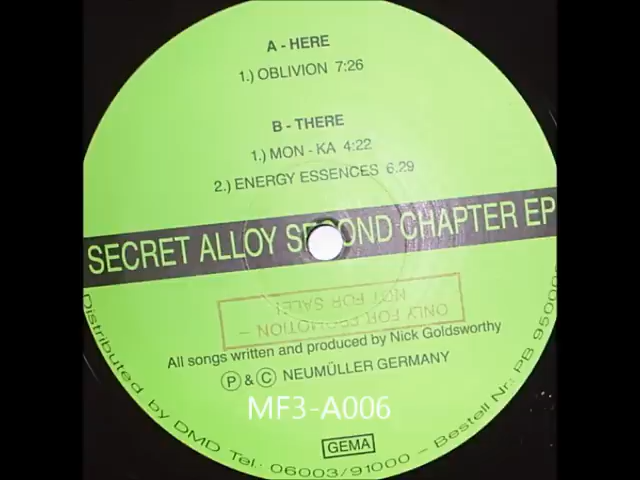 A - HERE
1.) OBLIVION 7:26
B - THERE
1.) MON - KA 4:22
2.) ENERGY ESSENCES 6.29
SECRET ALLOY SECOND CHAPTER EP
ONLY FOR PROMOTION –
NOT FOR SALE!
All songs written and produced by Nick Goldsworthy
P & C NEUMÜLLER GERMANY
MF3-A006
GEMA
Distributed by DMD Tel.: 06003/91000 – Bestell Nr.: PB 95000